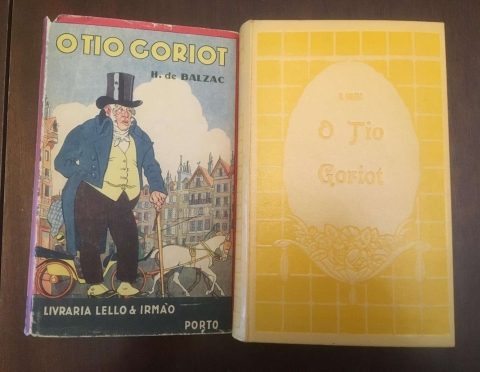 O TIO GORIOT
H. de BALZAC
LIVRARIA LELLO & IRMÃO
PORTO
O Tio
Goriot